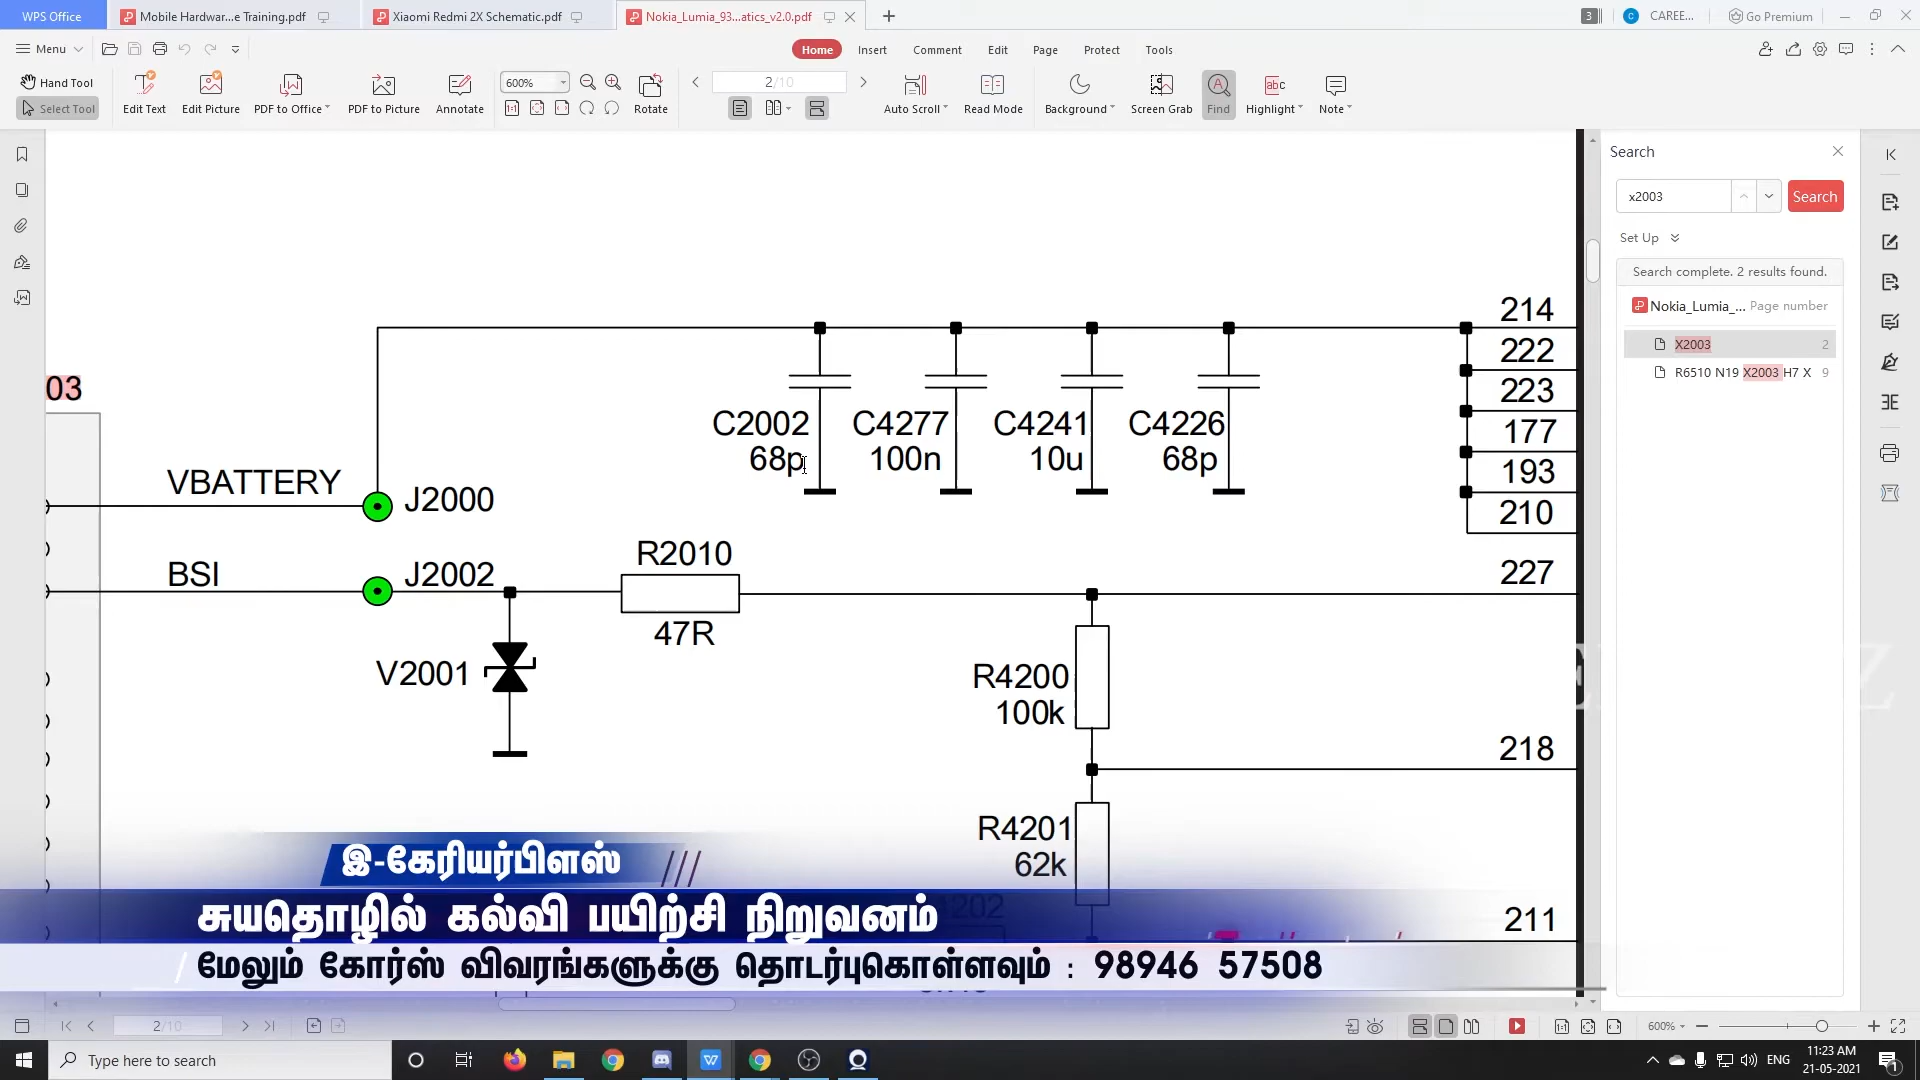 WPS Office
Mobile Hardwar...e Training.pdf
Xiaomi Redmi 2X Schematic.pdf
Nokia_Lumia_93...atics_v2.0.pdf
3
C
CAREE...
Go Premium
Menu
Home
Insert
Comment
Edit
Page
Protect
Tools
Hand Tool
Select Tool
Edit Text
Edit Picture
PDF to Office
PDF to Picture
Annotate
600%
Rotate
2/10
Auto Scroll
Read Mode
Background
Screen Grab
Find
Highlight
Note
Search
x2003
Search
Set Up
Search complete. 2 results found.
Nokia_Lumia_...
Page number
X2003
2
R6510 N19 X2003 H7 X
9
03
VBATTERY
J2000
BSI
J2002
V2001
R2010
47R
C2002
68p
C4277
100n
C4241
10u
C4226
68p
214
222
223
177
193
210
227
R4200
100k
218
R4201
62k
211
இ-கேரியர்பிளஸ்
சுயதொழில் கல்வி பயிற்சி நிறுவனம்
மேலும் கோர்ஸ் விவரங்களுக்கு தொடர்புகொள்ளவும் : 98946 57508
2/10
600%
Type here to search
ENG
11:23 AM
21-05-2021
1